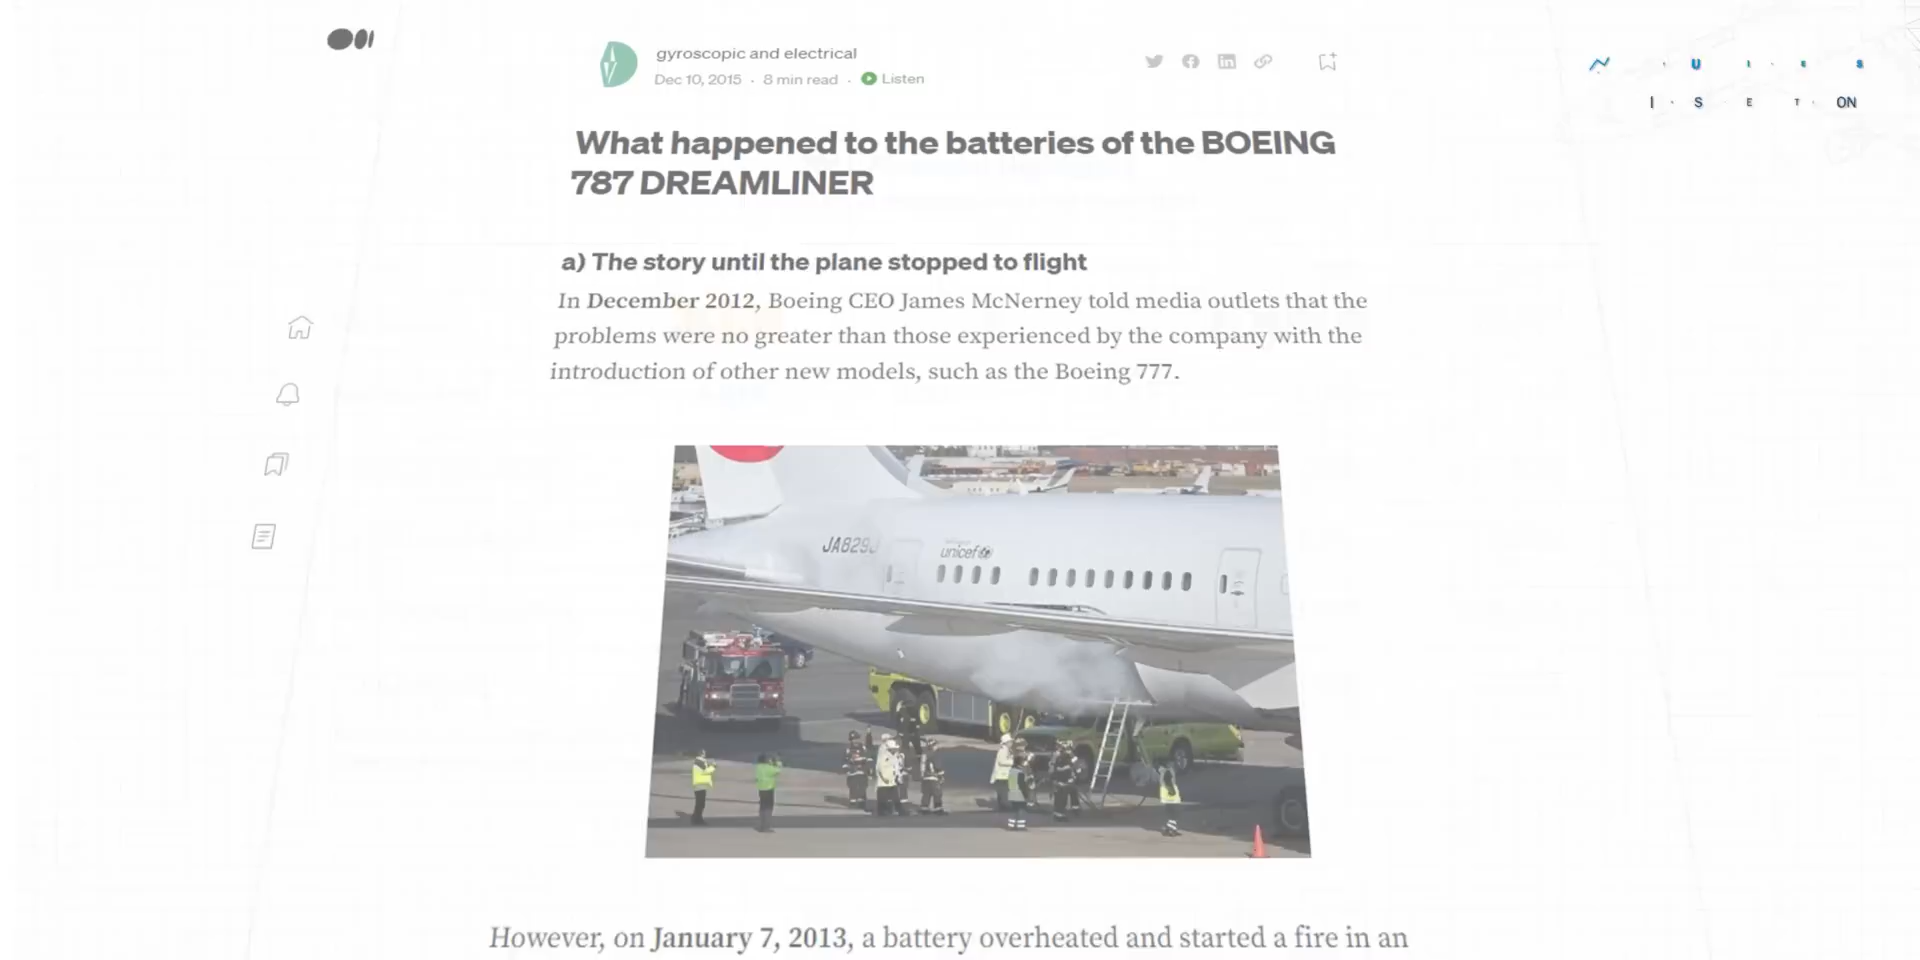 gyroscopic and electrical
Dec 10, 2015 · 8 min read · Listen
What happened to the batteries of the BOEING
787 DREAMLINER
a) The story until the plane stopped to flight
In December 2012, Boeing CEO James McNerney told media outlets that the
problems were no greater than those experienced by the company with the
introduction of other new models, such as the Boeing 777.
JA829J
unicef
However, on January 7, 2013, a battery overheated and started a fire in an